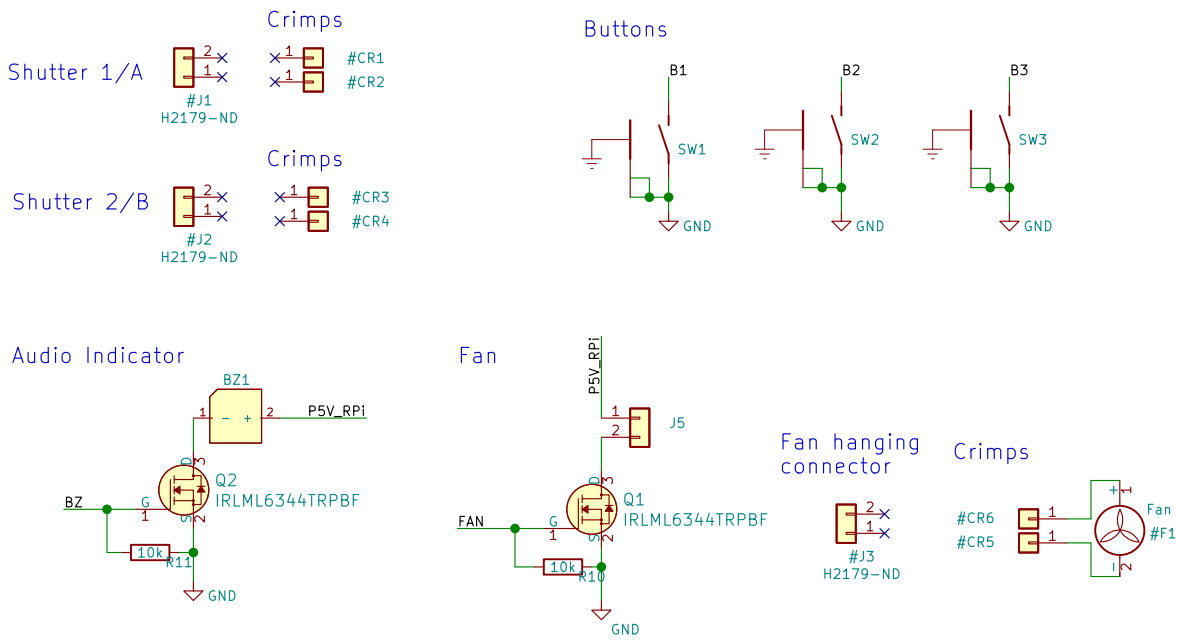 Crimps
Buttons
Shutter 1/A
2
1
#J1
H2179-ND
1
#CR1
1
#CR2
B1
SW1
GND
B2
SW2
GND
B3
SW3
GND
Crimps
Shutter 2/B
2
1
#J2
H2179-ND
1
#CR3
1
#CR4
Audio Indicator
BZ1
1
-
+
2
P5V_RPi
D
3
Q2
IRLML6344TRPBF
BZ
G
1
S
2
10k
R11
GND
Fan
P5V_RPi
1
2
J5
D
3
Q1
IRLML6344TRPBF
FAN
G
1
S
2
10k
R10
GND
Fan hanging
connector
2
1
#J3
H2179-ND
Crimps
#CR6
1
#CR5
1
+
1
Fan
#F1
-
2